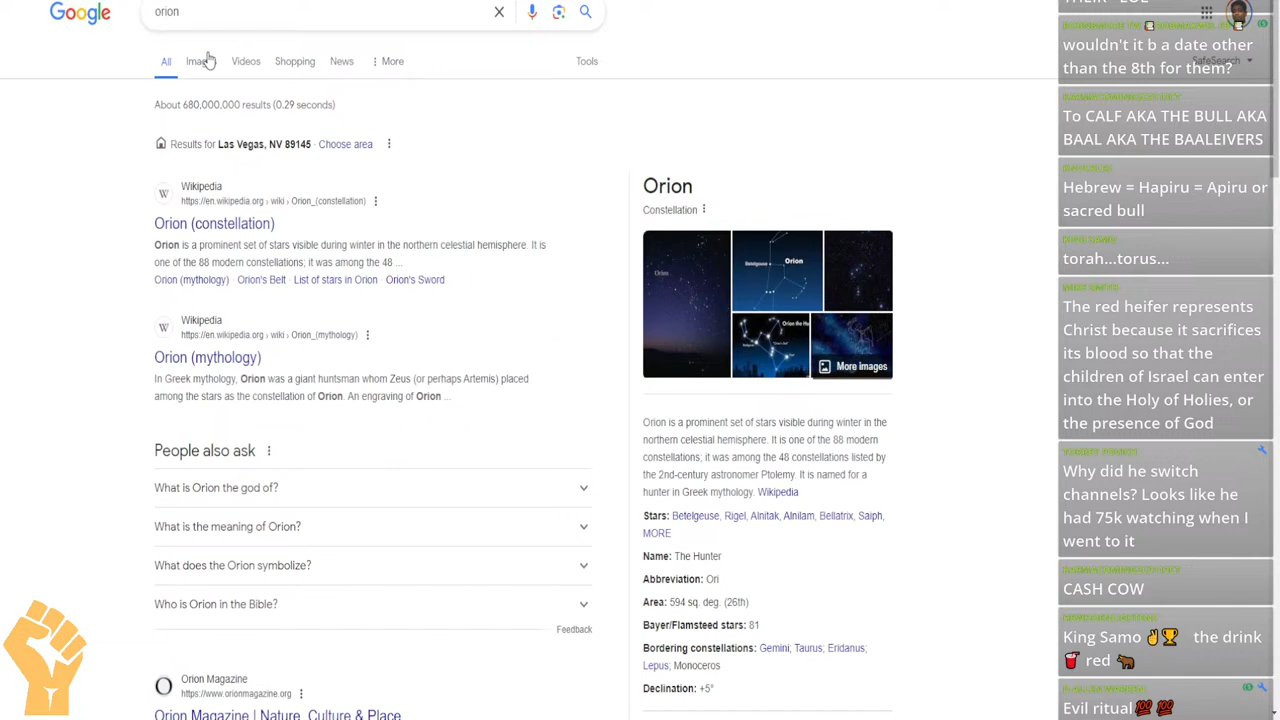 Google
orion
All
Images
Videos
Shopping
News
More
Tools
SafeSearch
About 680,000,000 results (0.29 seconds)
Results for Las Vegas, NV 89145 · Choose area
W
Wikipedia
https://en.wikipedia.org › wiki › Orion_(constellation)
Orion (constellation)
Orion is a prominent set of stars visible during winter in the northern celestial hemisphere. It is
one of the 88 modern constellations; it was among the 48 ...
Orion (mythology) · Orion's Belt · List of stars in Orion · Orion's Sword
W
Wikipedia
https://en.wikipedia.org › wiki › Orion_(mythology)
Orion (mythology)
In Greek mythology, Orion was a giant huntsman whom Zeus (or perhaps Artemis) placed
among the stars as the constellation of Orion. An engraving of Orion ...
People also ask
What is Orion the god of?
What is the meaning of Orion?
What does the Orion symbolize?
Who is Orion in the Bible?
Feedback
O
Orion Magazine
https://www.orionmagazine.org
Orion Magazine | Nature, Culture & Place
Orion
Constellation
Orion
Betelgeuse
Orion
More images
Orion is a prominent set of stars visible during winter in the
northern celestial hemisphere. It is one of the 88 modern
constellations; it was among the 48 constellations listed by
the 2nd-century astronomer Ptolemy. It is named for a
hunter in Greek mythology. Wikipedia
Stars: Betelgeuse, Rigel, Alnitak, Alnilam, Bellatrix, Saiph,
MORE
Name: The Hunter
Abbreviation: Ori
Area: 594 sq. deg. (26th)
Bayer/Flamsteed stars: 81
Bordering constellations: Gemini; Taurus; Eridanus;
Lepus; Monoceros
Declination: +5°
THEIR - LOL
wouldn't it b a date other
than the 8th for them?
To CALF AKA THE BULL AKA
BAAL AKA THE BAALEIVERS
Hebrew = Hapiru = Apiru or
sacred bull
torah...torus...
The red heifer represents
Christ because it sacrifices
its blood so that the
children of Israel can enter
into the Holy of Holies, or
the presence of God
Why did he switch
channels? Looks like he
had 75k watching when I
went to it
CASH COW
King Samo ✌🏆 the drink
🥤 red 🐂
Evil ritual 💯 💯